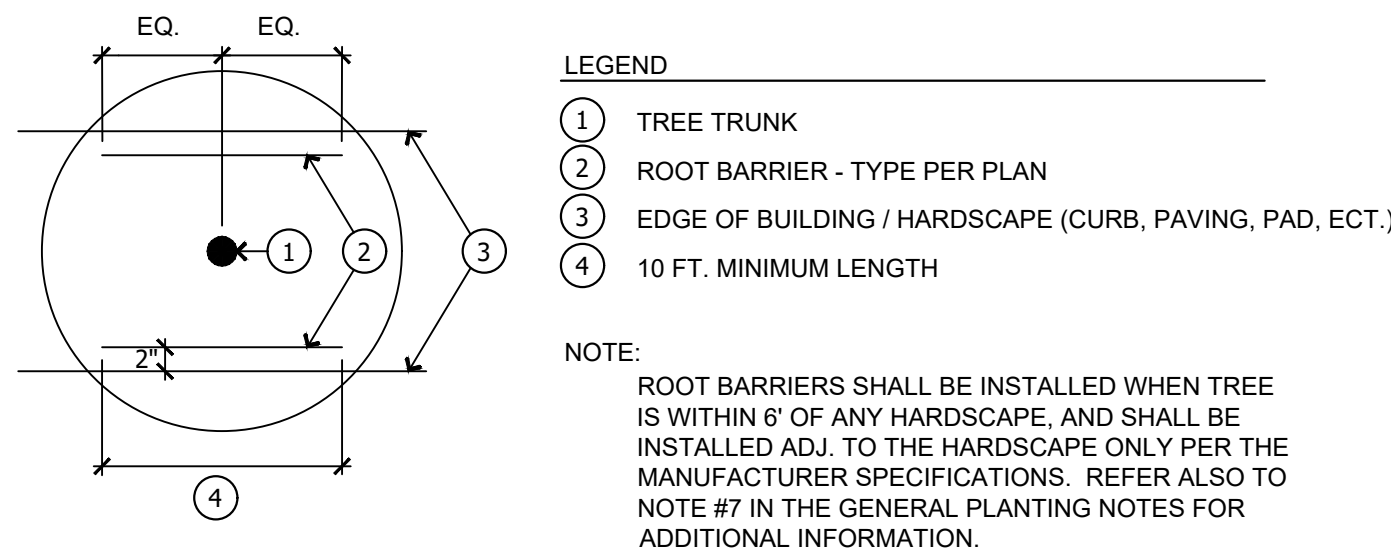 EQ. EQ.
LEGEND
1 TREE TRUNK
2 ROOT BARRIER - TYPE PER PLAN
3 EDGE OF BUILDING / HARDSCAPE (CURB, PAVING, PAD, ECT.)
4 10 FT. MINIMUM LENGTH
1 2 3
2"
4
NOTE:
ROOT BARRIERS SHALL BE INSTALLED WHEN TREE
IS WITHIN 6' OF ANY HARDSCAPE, AND SHALL BE
INSTALLED ADJ. TO THE HARDSCAPE ONLY PER THE
MANUFACTURER SPECIFICATIONS.  REFER ALSO TO
NOTE #7 IN THE GENERAL PLANTING NOTES FOR
ADDITIONAL INFORMATION.